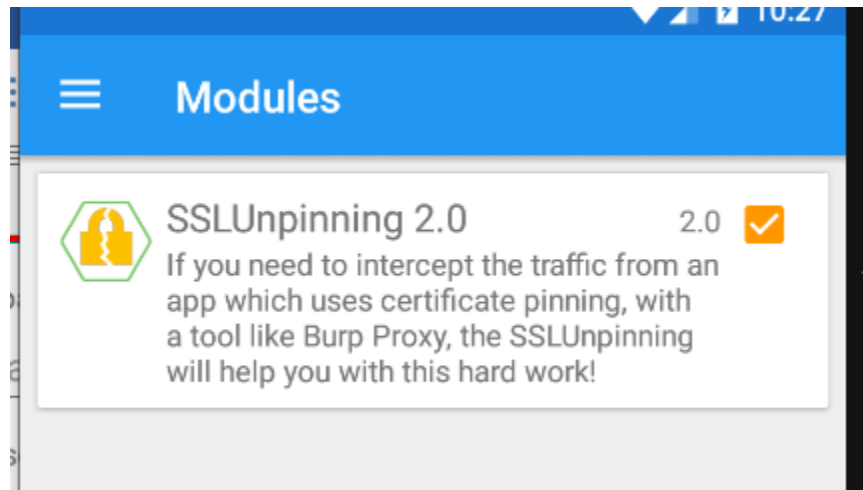 10:27
Modules
SSLUnpinning 2.0 2.0
If you need to intercept the traffic from an
app which uses certificate pinning, with
a tool like Burp Proxy, the SSLUnpinning
will help you with this hard work!